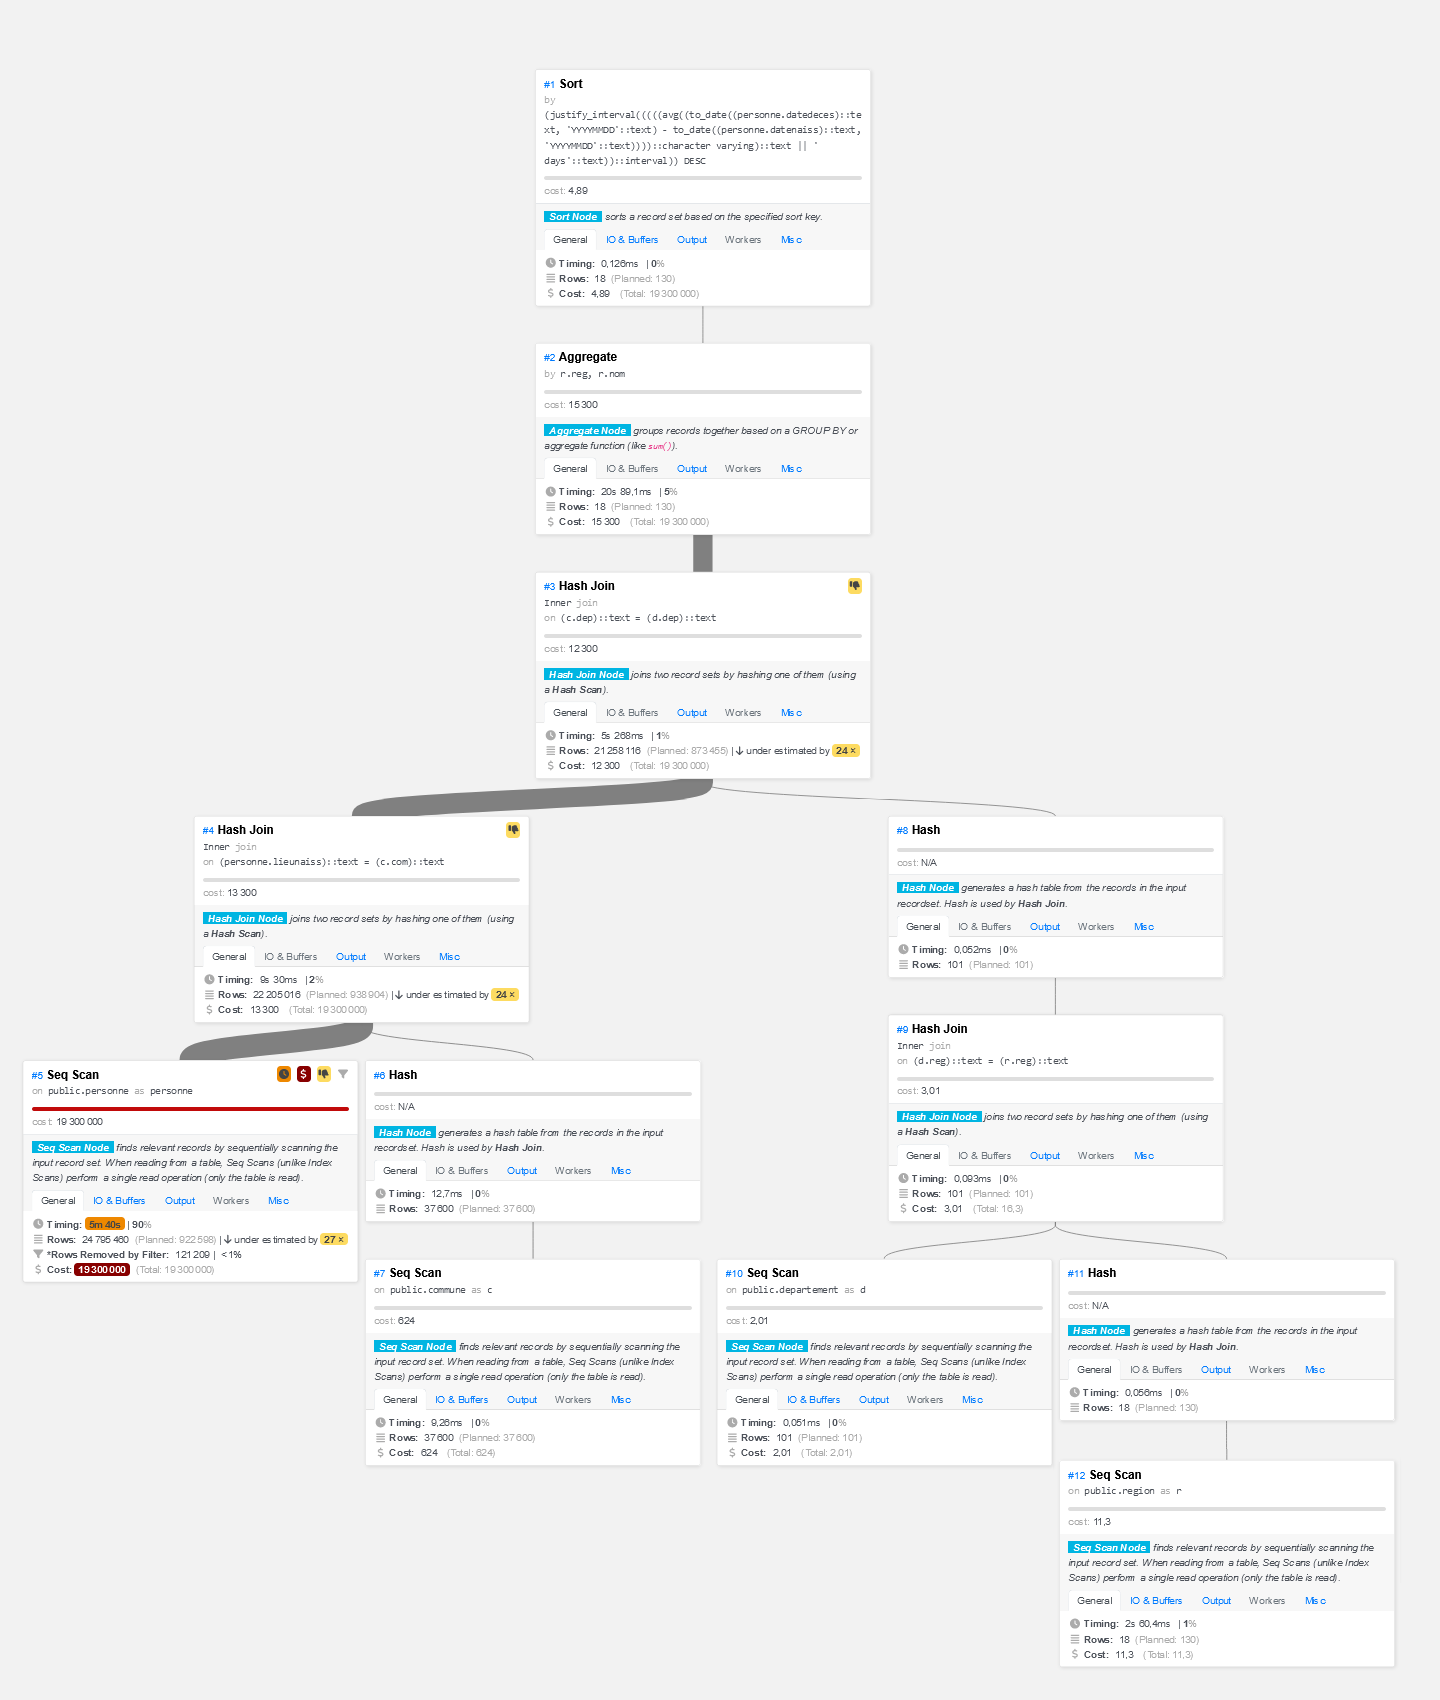 #1 Sort
by
(justify_interval(((((avg((to_date((personne.datedeces)::te
xt, 'YYYYMMDD'::text) - to_date((personne.datenaiss)::text,
'YYYYMMDD'::text))))::character varying)::text || '
days'::text))::interval)) DESC
cost: 4,89
Sort Node sorts a record set based on the specified sort key.
General IO & Buffers Output Workers Misc
Timing: 0,126ms | 0%
Rows: 18 (Planned: 130)
Cost: 4,89 (Total: 19 300 000)
#2 Aggregate
by r.reg, r.nom
cost: 15 300
Aggregate Node groups records together based on a GROUP BY or
aggregate function (like sum()).
General IO & Buffers Output Workers Misc
Timing: 20s 89,1ms | 5%
Rows: 18 (Planned: 130)
Cost: 15 300 (Total: 19 300 000)
#3 Hash Join
Inner join
on (c.dep)::text = (d.dep)::text
cost: 12 300
Hash Join Node joins two record sets by hashing one of them (using
a Hash Scan).
General IO & Buffers Output Workers Misc
Timing: 5s 268ms | 1%
Rows: 21 258 116 (Planned: 873 455) | under estimated by 24 ×
Cost: 12 300 (Total: 19 300 000)
#4 Hash Join
Inner join
on (personne.lieunaiss)::text = (c.com)::text
cost: 13 300
Hash Join Node joins two record sets by hashing one of them (using
a Hash Scan).
General IO & Buffers Output Workers Misc
Timing: 9s 30ms | 2%
Rows: 22 205 016 (Planned: 938 904) | under estimated by 24 ×
Cost: 13 300 (Total: 19 300 000)
#8 Hash
cost: N/A
Hash Node generates a hash table from the records in the input
recordset. Hash is used by Hash Join.
General IO & Buffers Output Workers Misc
Timing: 0,052ms | 0%
Rows: 101 (Planned: 101)
#9 Hash Join
Inner join
on (d.reg)::text = (r.reg)::text
cost: 3,01
Hash Join Node joins two record sets by hashing one of them (using
a Hash Scan).
General IO & Buffers Output Workers Misc
Timing: 0,093ms | 0%
Rows: 101 (Planned: 101)
Cost: 3,01 (Total: 16,3)
#5 Seq Scan
on public.personne as personne
cost: 19 300 000
Seq Scan Node finds relevant records by sequentially scanning the
input record set. When reading from a table, Seq Scans (unlike Index
Scans) perform a single read operation (only the table is read).
General IO & Buffers Output Workers Misc
Timing: 5m 40s | 90%
Rows: 24 795 460 (Planned: 922 598) | under estimated by 27 ×
*Rows Removed by Filter: 121 209 | < 1%
Cost: 19 300 000 (Total: 19 300 000)
#6 Hash
cost: N/A
Hash Node generates a hash table from the records in the input
recordset. Hash is used by Hash Join.
General IO & Buffers Output Workers Misc
Timing: 12,7ms | 0%
Rows: 37 600 (Planned: 37 600)
#7 Seq Scan
on public.commune as c
cost: 624
Seq Scan Node finds relevant records by sequentially scanning the
input record set. When reading from a table, Seq Scans (unlike Index
Scans) perform a single read operation (only the table is read).
General IO & Buffers Output Workers Misc
Timing: 9,26ms | 0%
Rows: 37 600 (Planned: 37 600)
Cost: 624 (Total: 624)
#10 Seq Scan
on public.departement as d
cost: 2,01
Seq Scan Node finds relevant records by sequentially scanning the
input record set. When reading from a table, Seq Scans (unlike Index
Scans) perform a single read operation (only the table is read).
General IO & Buffers Output Workers Misc
Timing: 0,051ms | 0%
Rows: 101 (Planned: 101)
Cost: 2,01 (Total: 2,01)
#11 Hash
cost: N/A
Hash Node generates a hash table from the records in the input
recordset. Hash is used by Hash Join.
General IO & Buffers Output Workers Misc
Timing: 0,056ms | 0%
Rows: 18 (Planned: 130)
#12 Seq Scan
on public.region as r
cost: 11,3
Seq Scan Node finds relevant records by sequentially scanning the
input record set. When reading from a table, Seq Scans (unlike Index
Scans) perform a single read operation (only the table is read).
General IO & Buffers Output Workers Misc
Timing: 2s 60,4ms | 1%
Rows: 18 (Planned: 130)
Cost: 11,3 (Total: 11,3)